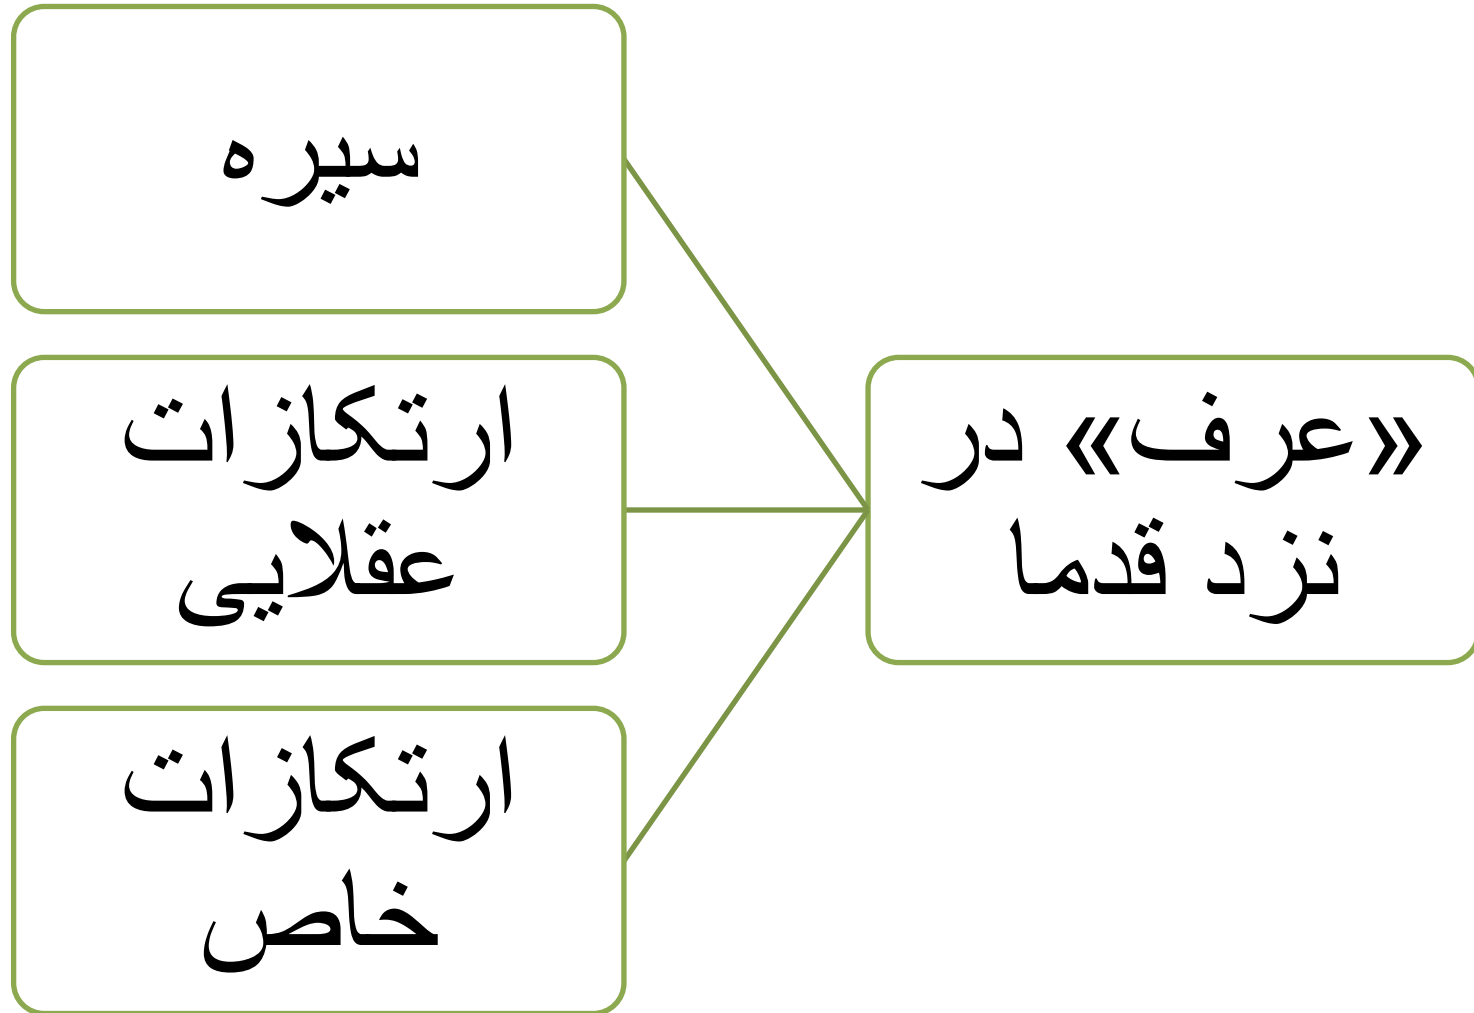 «عرف» در
نزد قدما
سیره
ارتکازات
عقلایی
ارتکازات
خاص